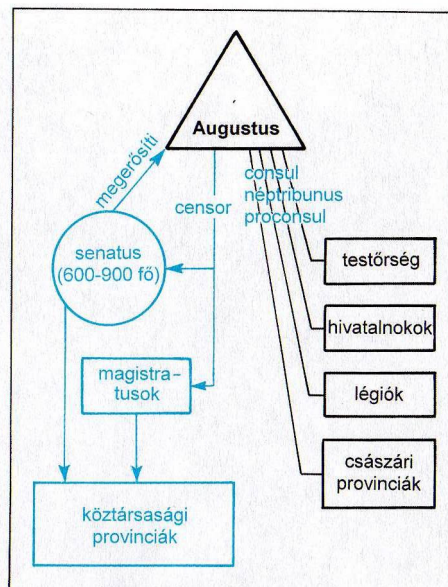 Augustus
megerősíti
consul
néptribunus
proconsul
censor
senatus
(600-900 fő)
testőrség
hivatalnokok
magistra-
tusok
légiók
császári
provinciák
köztársasági
provinciák